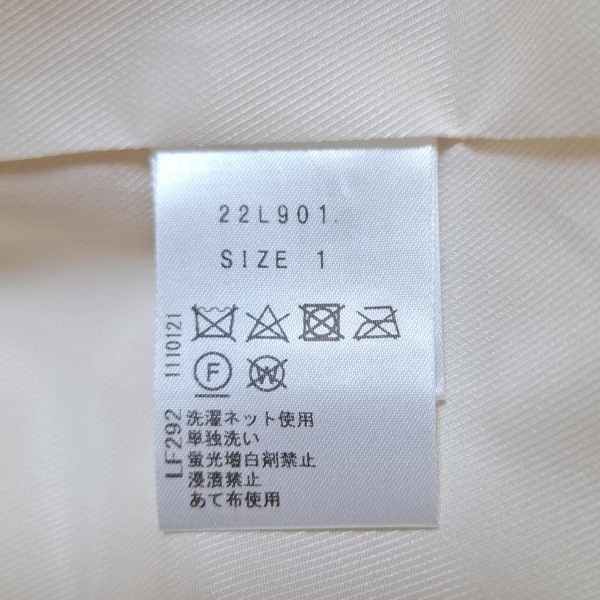 22L901.
SIZE 1
1110121
F
W
LF292
洗濯ネット使用
単独洗い
蛍光増白剤禁止
浸漬禁止
あて布使用